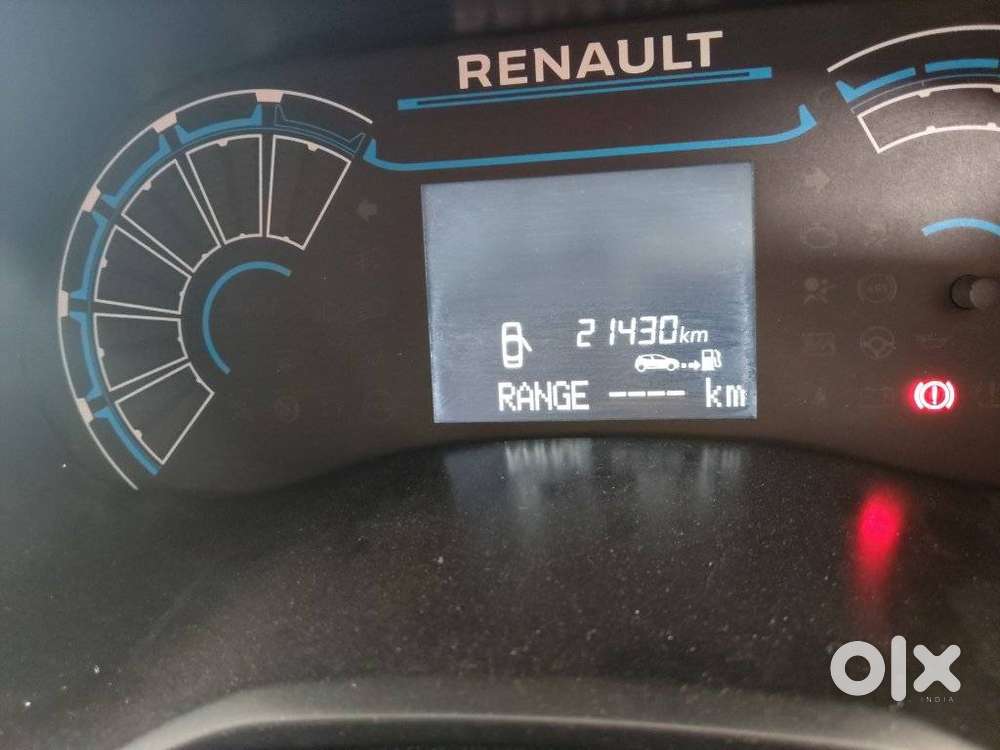 RENAULT
21430km
RANGE ---- km
olx
INDIA